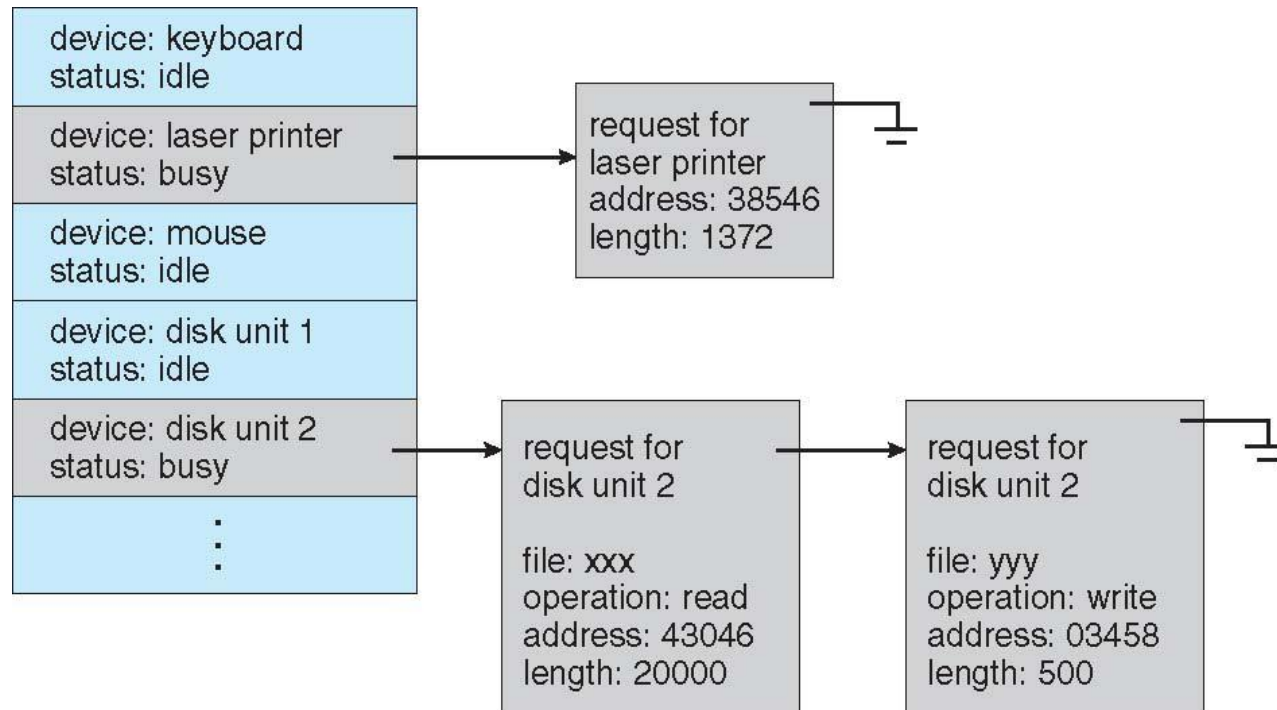 device: keyboard
status: idle
device: laser printer
status: busy
device: mouse
status: idle
device: disk unit 1
status: idle
device: disk unit 2
status: busy
request for
laser printer
address: 38546
length: 1372
request for
disk unit 2
file: xxx
operation: read
address: 43046
length: 20000
request for
disk unit 2
file: yyy
operation: write
address: 03458
length: 500